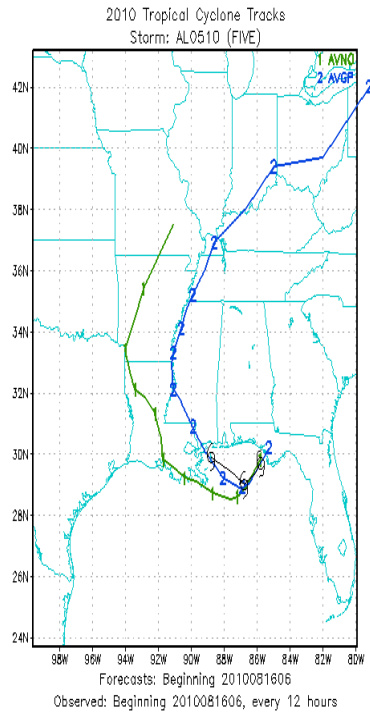 2010 Tropical Cyclone Tracks
Storm: AL0510 (FIVE)
1 AVNO
2 AVGP
42N
40N
38N
36N
34N
32N
30N
28N
26N
24N
98W 96W 94W 92W 90W 88W 86W 84W 82W 80W
Forecasts: Beginning 2010081606
Observed: Beginning 2010081606, every 12 hours